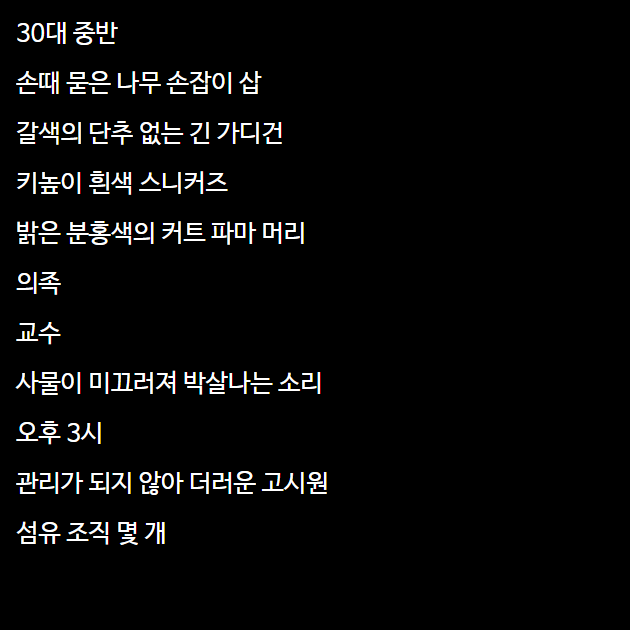 30대 중반
손때 묻은 나무 손잡이 삽
갈색의 단추 없는 긴 가디건
키높이 흰색 스니커즈
밝은 분홍색의 커트 파마 머리
의족
교수
사물이 미끄러져 박살나는 소리
오후 3시
관리가 되지 않아 더러운 고시원
섬유 조직 몇 개